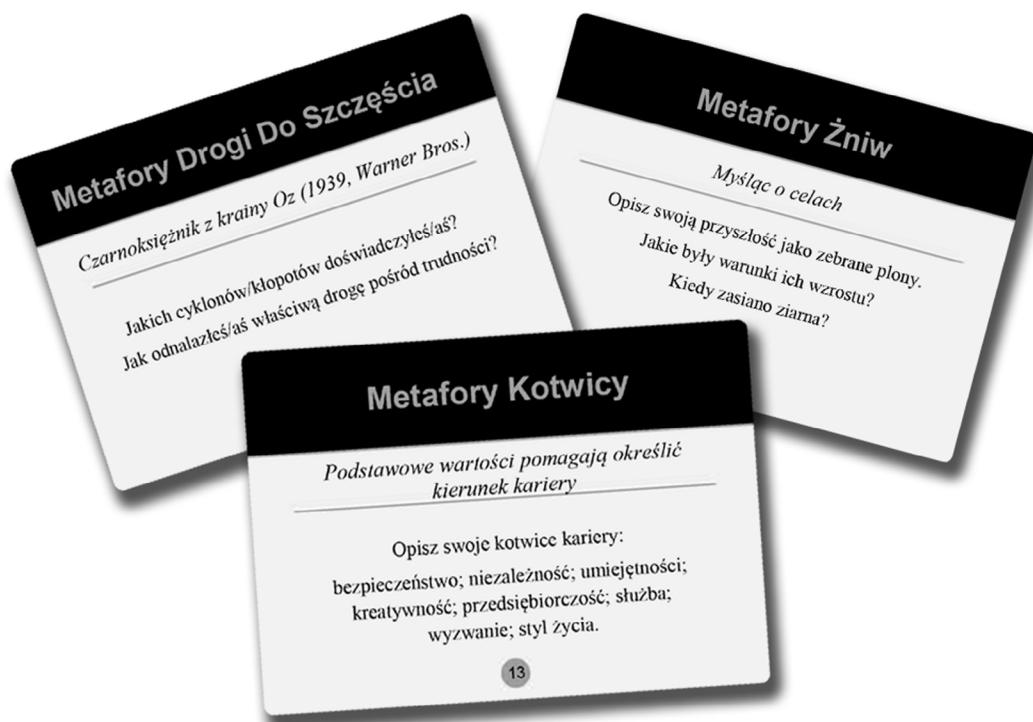 Metafory Drogi Do Szczęścia
Czarnoksiężnik z krainy Oz (1939, Warner Bros.)
Jakich cyklonów/kłopotów doświadczyłeś/aś?
Jak odnalazłeś/aś właściwą drogę pośród trudności?
Metafory Żniw
Myśląc o celach
Opisz swoją przyszłość jako zebrane plony.
Jakie były warunki ich wzrostu?
Kiedy zasiano ziarna?
Metafory Kotwicy
Podstawowe wartości pomagają określić
kierunek kariery
Opisz swoje kotwice kariery:
bezpieczeństwo; niezależność; umiejętności;
kreatywność; przedsiębiorczość; służba;
wyzwanie; styl życia.
13